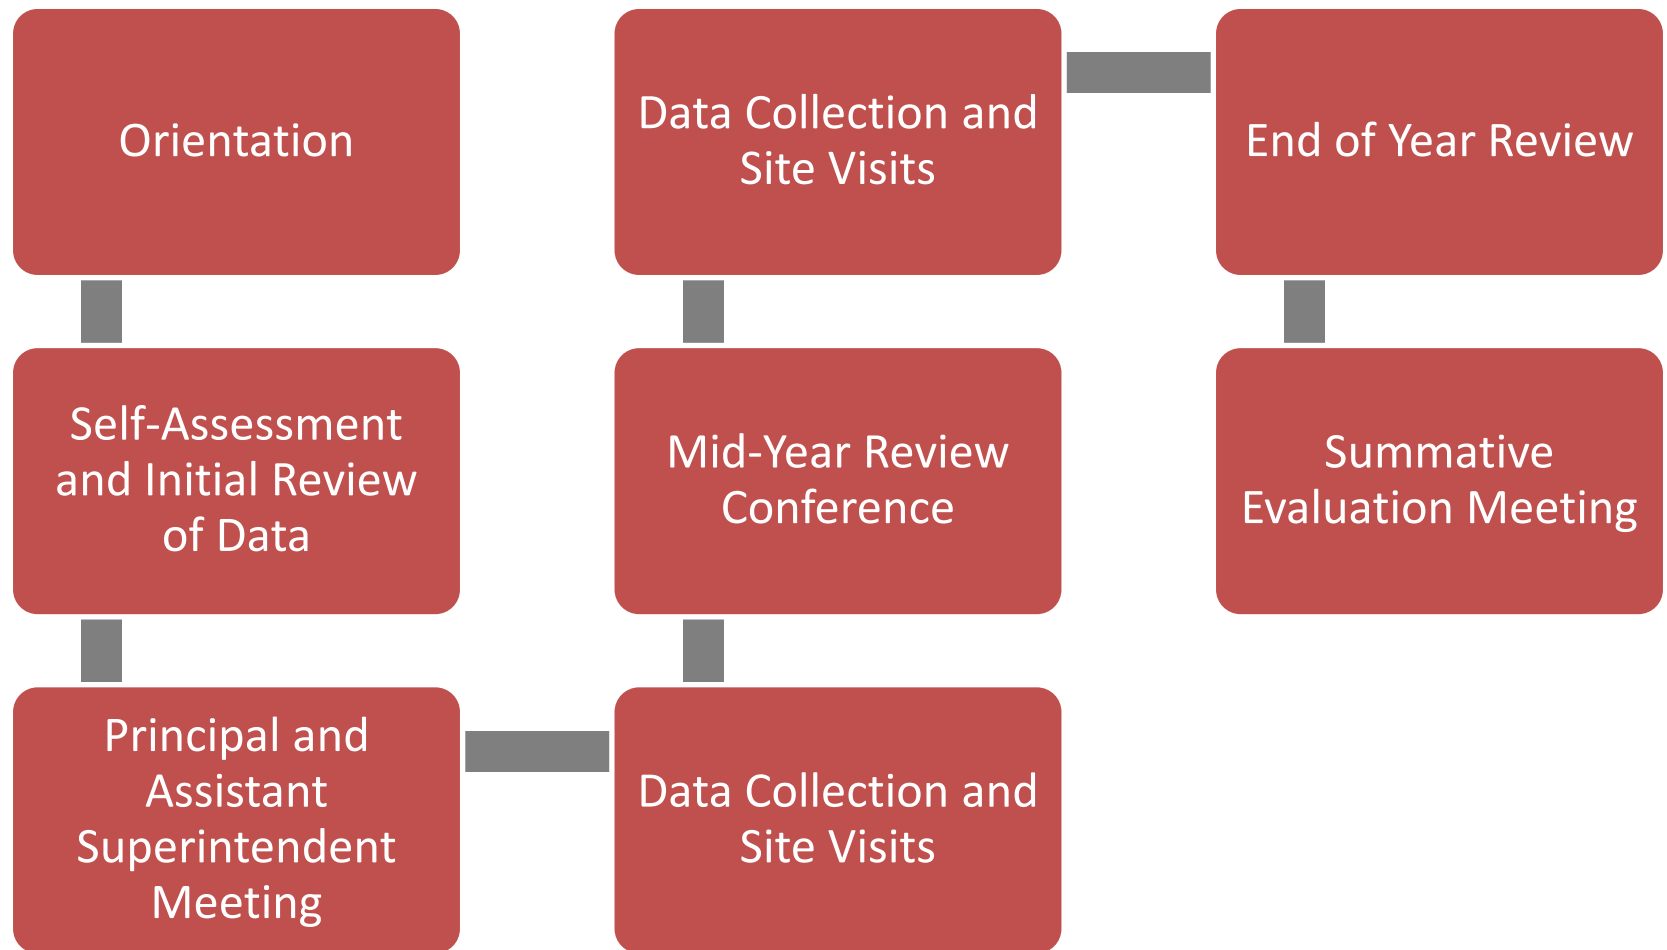 Orientation
Self-Assessment
and Initial Review
of Data
Principal and
Assistant
Superintendent
Meeting
Data Collection and
Site Visits
Mid-Year Review
Conference
Data Collection and
Site Visits
End of Year Review
Summative
Evaluation Meeting